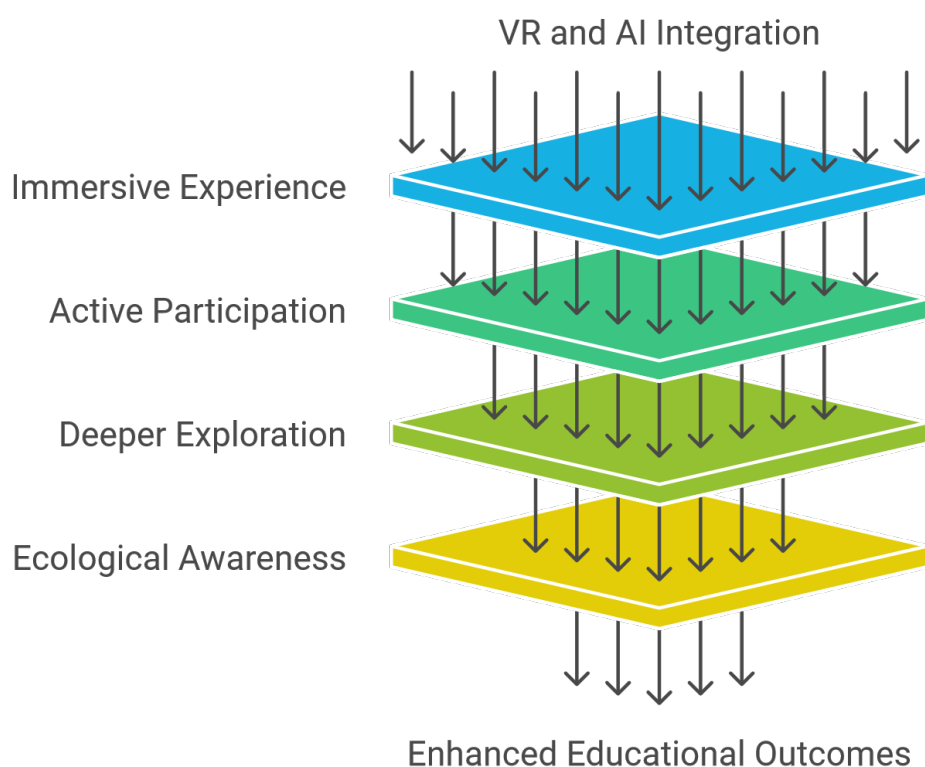 VR and AI Integration
Immersive Experience
Active Participation
Deeper Exploration
Ecological Awareness
Enhanced Educational Outcomes